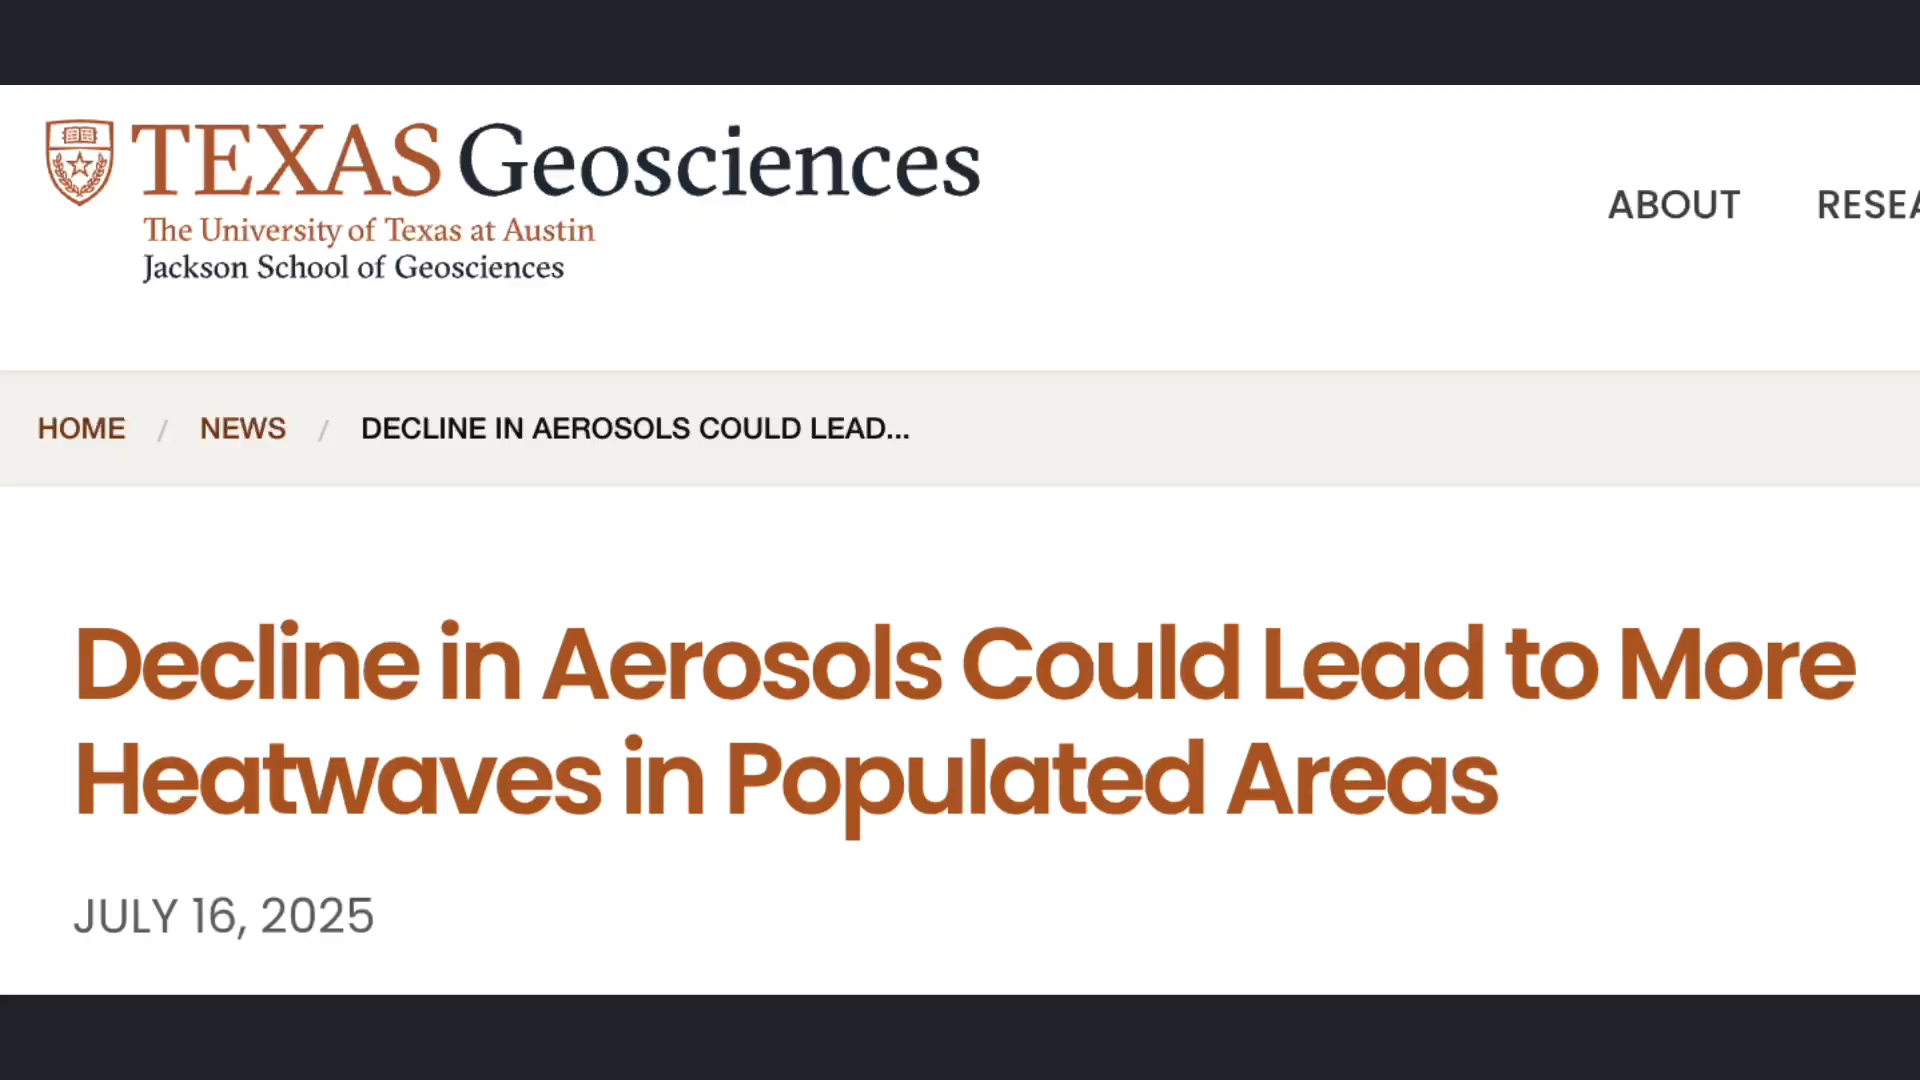 TEXAS Geosciences
The University of Texas at Austin
Jackson School of Geosciences
ABOUT RESEA
HOME / NEWS / DECLINE IN AEROSOLS COULD LEAD...
Decline in Aerosols Could Lead to More
Heatwaves in Populated Areas
JULY 16, 2025